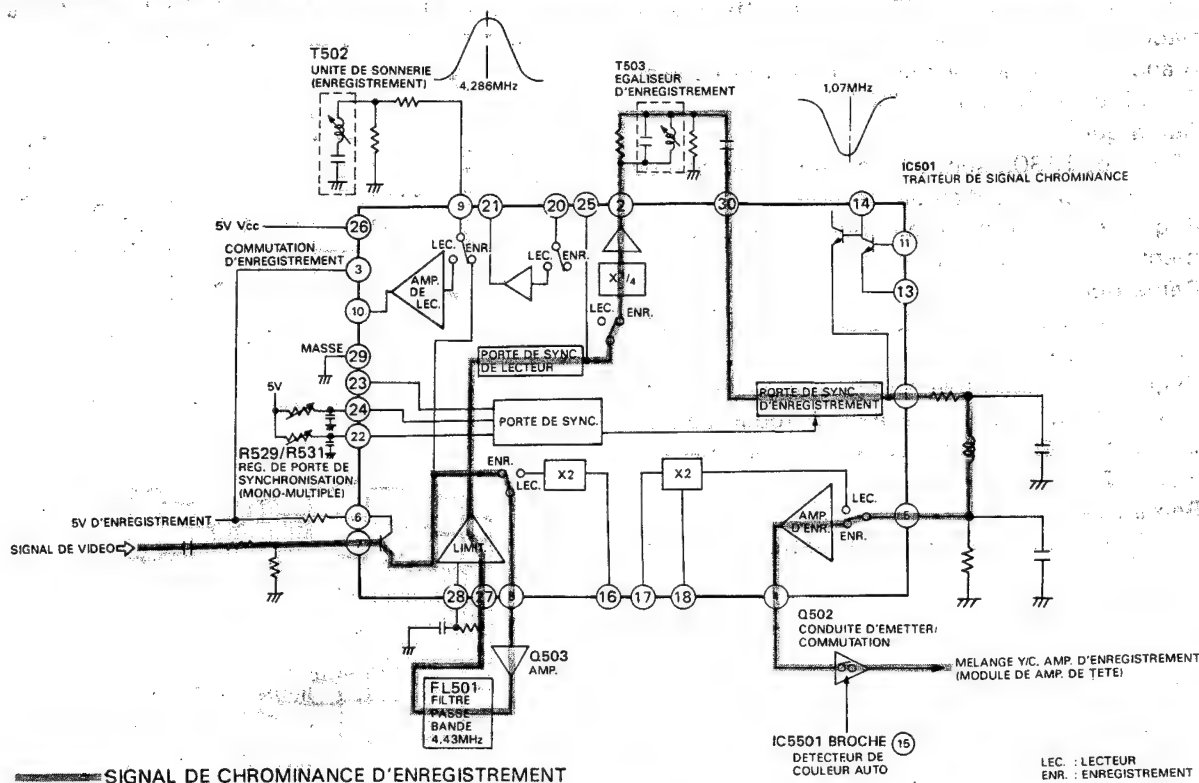 T502
UNITE DE SONNERIE
(ENREGISTREMENT)
4,286MHz
T503
EGALISEUR
D'ENREGISTREMENT
1,07MHz
IC501
TRAITEUR DE SIGNAL CHROMINANCE
9
21
20
25
2
30
14
5V Vcc
26
11
COMMUTATION
D'ENREGISTREMENT
3
LEC.
ENR.
LEC.
ENR.
AMP.
DE
LEC.
13
10
LEC.
ENR.
MASSE
29
PORTE DE SYNC
DE LECTEUR
23
5V
24
PORTE DE SYNC.
PORTE DE SYNC
D'ENREGISTREMENT
22
R529/R531
REG. DE PORTE DE
SYNCHRONISATION
(MONO-MULTIPLE)
ENR.
LEC.
X2
X2
LEC.
ENR.
AMP
D'ENR.
5
5V D'ENREGISTREMENT
6
SIGNAL DE VIDEO
LIMIT.
28
27
8
16
17
18
Q503
AMP.
Q502
CONDUITE D'EMETTER/
COMMUTATION
FL501
FILTRE
PASSE
BANDE
4,43MHz
MELANGE Y/C. AMP. D'ENREGISTREMENT
(MODULE DE AMP. DE TETE)
IC5501 BROCHE 15
DETECTEUR DE
COULEUR AUTO
SIGNAL DE CHROMINANCE D'ENREGISTREMENT
LEC. : LECTEUR
ENR. : ENREGISTREMENT